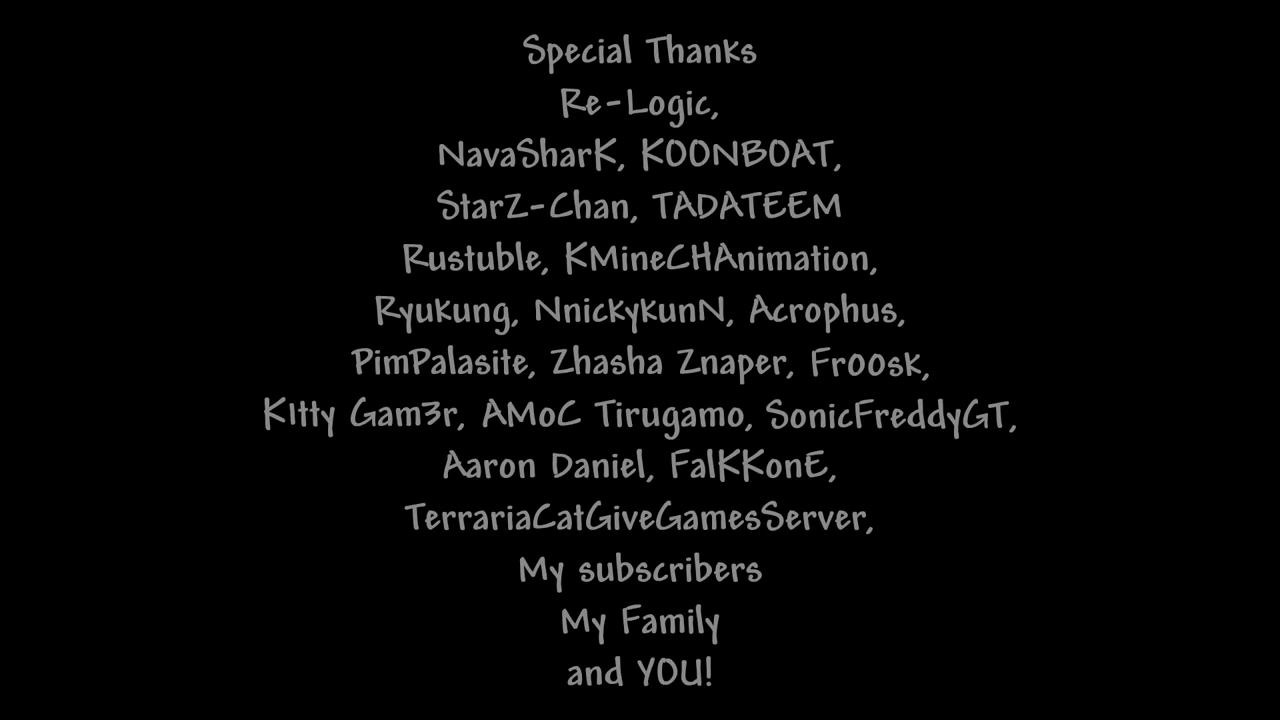 Special Thanks
Re-Logic,
NavaSharK, KOONBOAT,
StarZ-Chan, TADATEEM
Rustuble, KMineCHAnimation,
Ryukung, NnickykunN, Acrophus,
PimPalasite, Zhasha Znaper, Fr0osk,
K1tty Gam3r, AMoC Tirugamo, SonicFreddyGT,
Aaron Daniel, FalKKonE,
TerrariaCatGiveGamesServer,
My subscribers
My Family
and YOU!